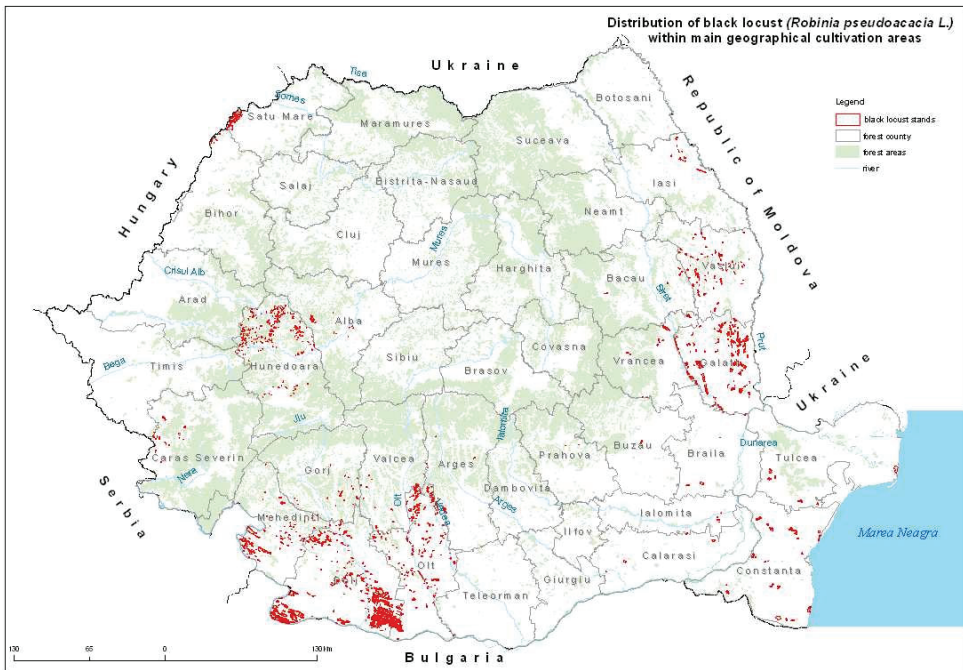 Distribution of black locust (Robinia pseudoacacia L.)
within main geographical cultivation areas
Ukraine
Tisa
Republic of Moldova
Legend
black locust stands
forest county
forest areas
river
Botosani
Somes
Satu Mare
Maramures
Suceava
Hungary
Salaj
Bistrita-Nasaud
Iasi
Bihor
Neamt
Cluj
Mures
Mures
Harghita
Bacau
Vaslui
Crisul Alb
Siret
Arad
Alba
Prut
Covasna
Sibiu
Vrancea
Galati
Bega
Timis
Hunedoara
Brasov
Ukraine
Jiu
Ialomita
Buzau
Braila
Dunarea
Tulcea
Caras Severin
Valcea
Arges
Prahova
Gorj
Nera
Dambovita
Serbia
Olt
Vedea
Arges
Ialomita
Mehedinti
Ilfov
Marea Neagra
Calarasi
Olt
Dolj
Constanta
Giurgiu
Teleorman
Bulgaria
130 65 0 130 Km